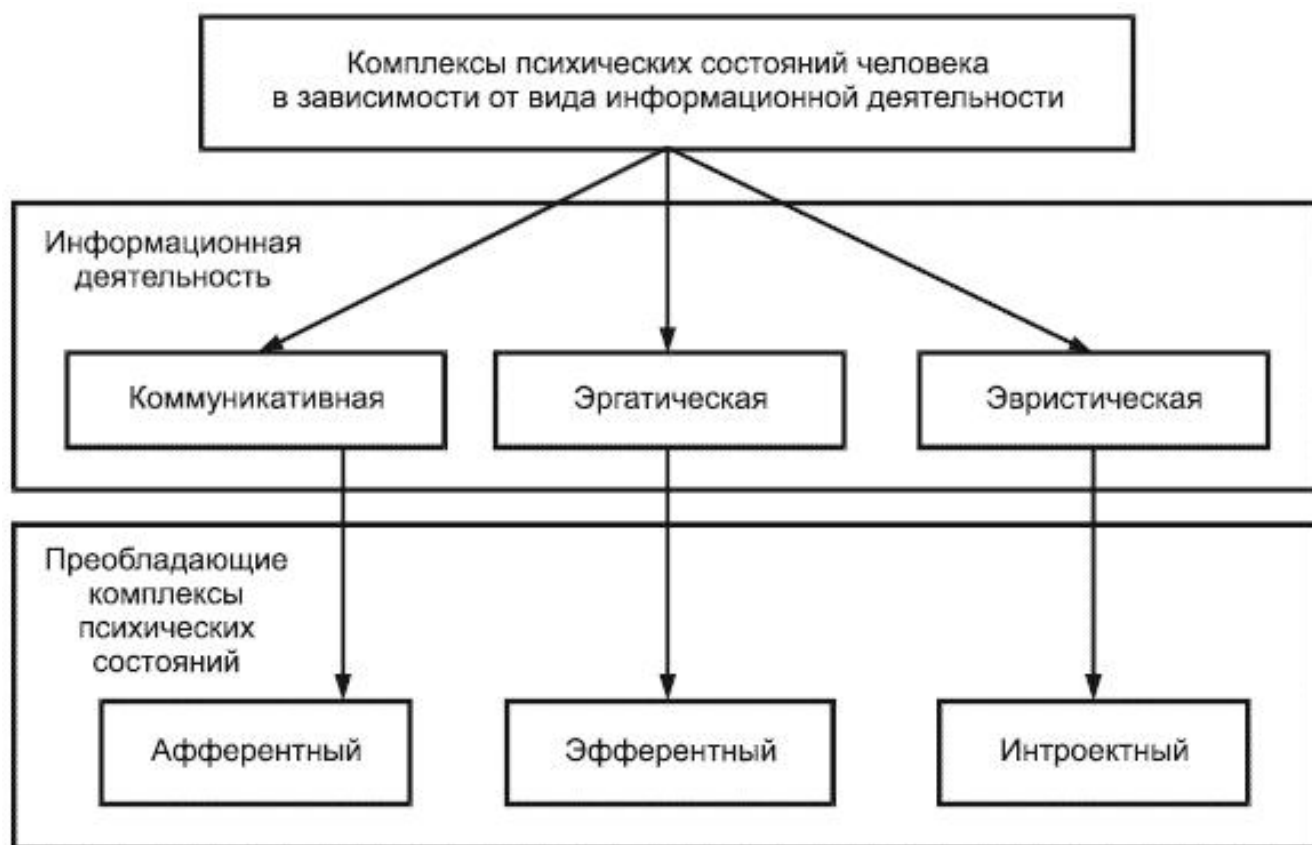 Комплексы психических состояний человека
в зависимости от вида информационной деятельности
Информационная
деятельность
Коммуникативная
Эргатическая
Эвристическая
Преобладающие
комплексы
психических
состояний
Афферентный
Эфферентный
Интроектный